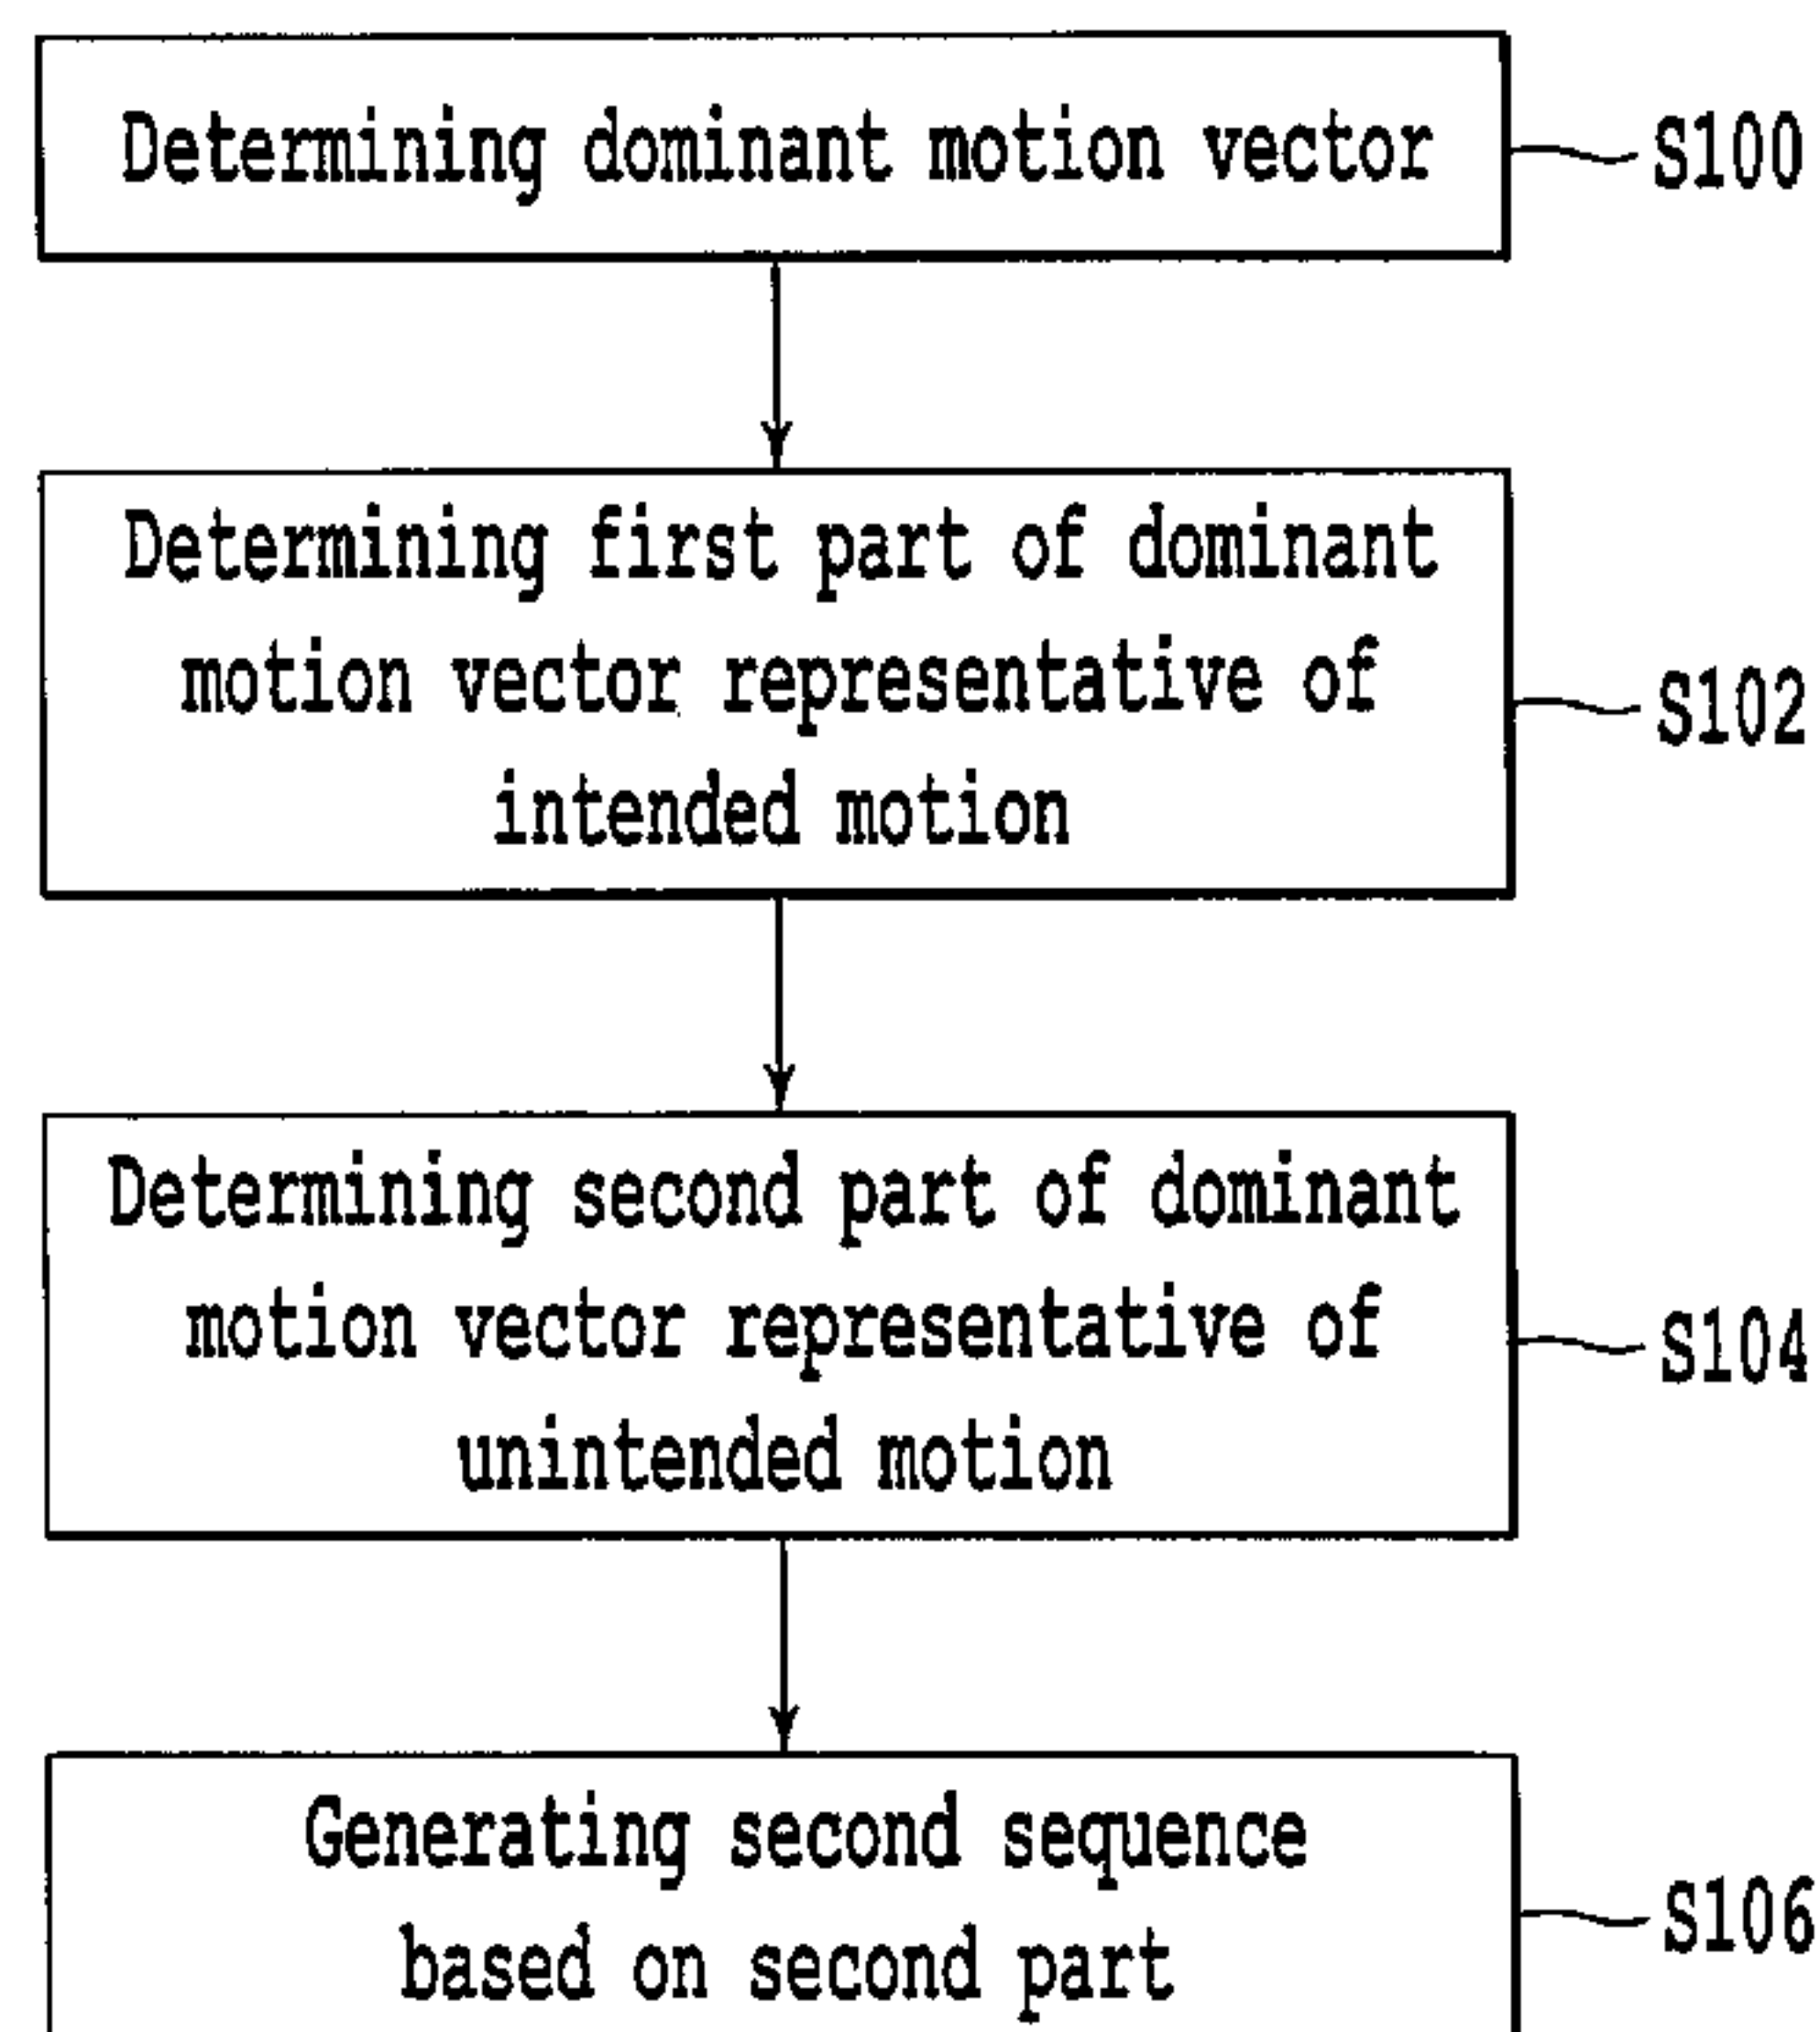 Determining dominant motion vector
S100
Determining first part of dominant
motion vector representative of
intended motion
S102
Determining second part of dominant
motion vector representative of
unintended motion
S104
Generating second sequence
based on second part
S106